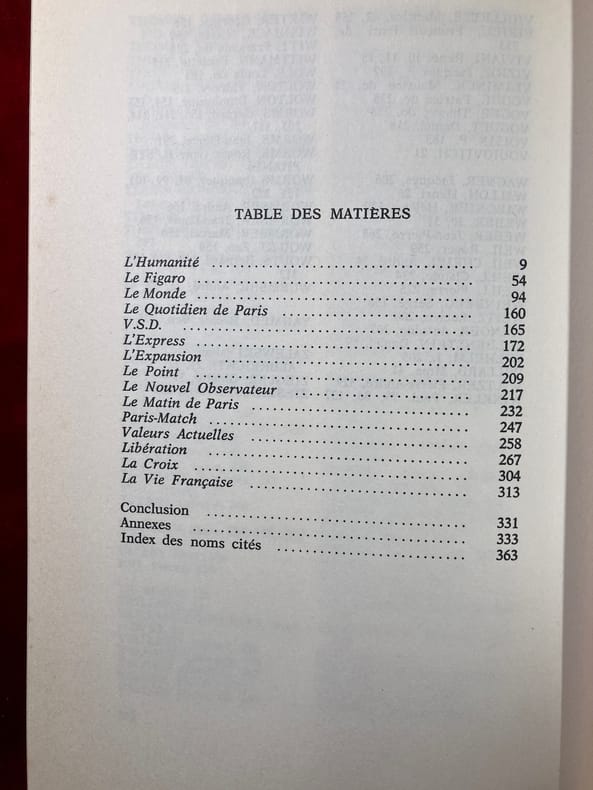 TABLE DES MATIÈRES
L'Humanité ........................ 9
Le Figaro ........................ 54
Le Monde ........................ 94
Le Quotidien de Paris ................ 160
V.S.D. ........................ 165
L'Express ........................ 172
L'Expansion ........................ 202
Le Point ........................ 209
Le Nouvel Observateur ................ 217
Le Matin de Paris ................ 232
Paris-Match ........................ 247
Valeurs Actuelles ................ 258
Libération ........................ 267
La Croix ........................ 304
La Vie Française ................ 313
Conclusion ........................ 331
Annexes ........................ 333
Index des noms cités ................ 363